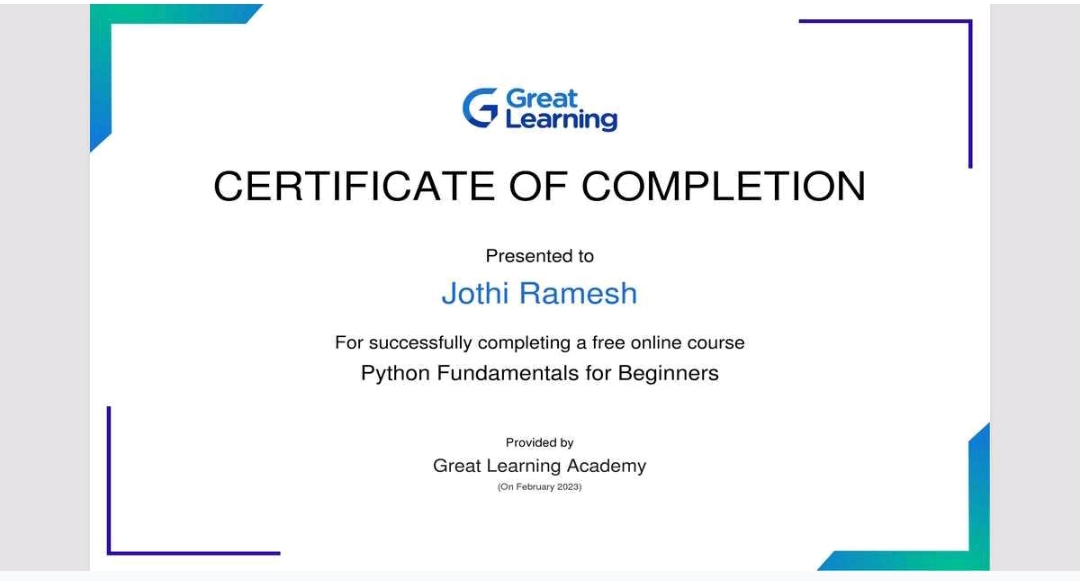 Great
Learning
CERTIFICATE OF COMPLETION
Presented to
Jothi Ramesh
For successfully completing a free online course
Python Fundamentals for Beginners
Provided by
Great Learning Academy
(On February 2023)